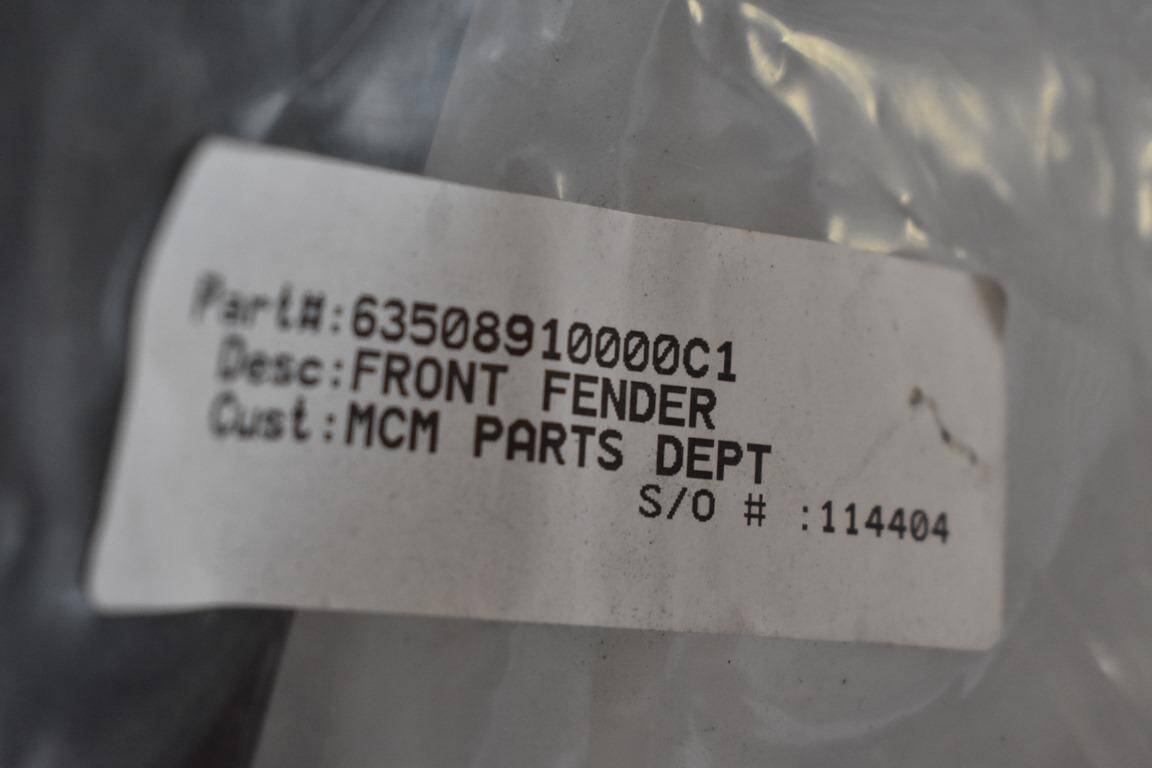 Part#:63508910000C1
Desc:FRONT FENDER
Cust:MCM PARTS DEPT
S/O # :114404